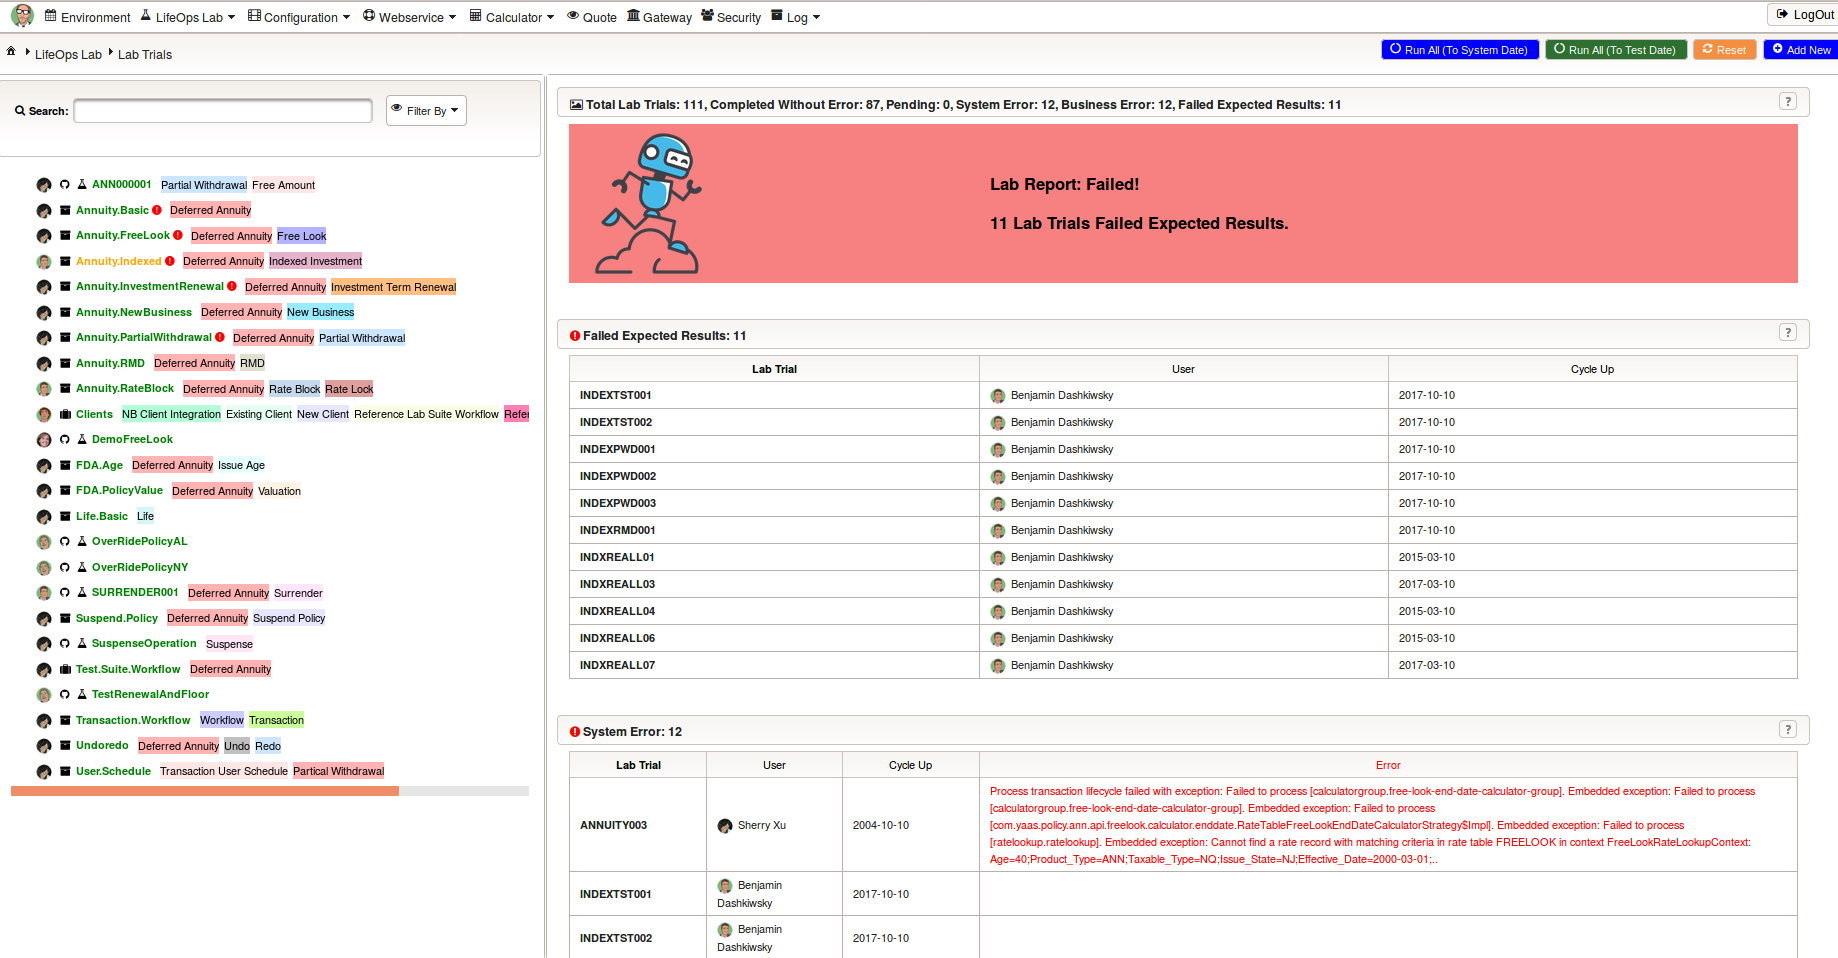 Environment LifeOps Lab Configuration Webservice Calculator Quote Gateway Security Log LogOut
LifeOps Lab Lab Trials Run All (To System Date) Run All (To Test Date) Reset Add New
Search: Filter By
ANN000001 Partial Withdrawal Free Amount
Annuity.Basic Deferred Annuity
Annuity.FreeLook Deferred Annuity Free Look
Annuity.Indexed Deferred Annuity Indexed Investment
Annuity.InvestmentRenewal Deferred Annuity Investment Term Renewal
Annuity.NewBusiness Deferred Annuity New Business
Annuity.PartialWithdrawal Deferred Annuity Partial Withdrawal
Annuity.RMD Deferred Annuity RMD
Annuity.RateBlock Deferred Annuity Rate Block Rate Lock
Clients NB Client Integration Existing Client New Client Reference Lab Suite Workflow Refer
DemoFreeLook
FDA.Age Deferred Annuity Issue Age
FDA.PolicyValue Deferred Annuity Valuation
Life.Basic Life
OverRidePolicyAL
OverRidePolicyNY
SURRENDER001 Deferred Annuity Surrender
Suspend.Policy Deferred Annuity Suspend Policy
SuspenseOperation Suspense
Test.Suite.Workflow Deferred Annuity
TestRenewalAndFloor
Transaction.Workflow Workflow Transaction
Undoredo Deferred Annuity Undo Redo
User.Schedule Transaction User Schedule Partical Withdrawal
Total Lab Trials: 111, Completed Without Error: 87, Pending: 0, System Error: 12, Business Error: 12, Failed Expected Results: 11 ?
Lab Report: Failed!
11 Lab Trials Failed Expected Results.
Failed Expected Results: 11 ?
Lab Trial User Cycle Up
INDEXTST001 Benjamin Dashkiwsky 2017-10-10
INDEXTST002 Benjamin Dashkiwsky 2017-10-10
INDEXPWD001 Benjamin Dashkiwsky 2017-10-10
INDEXPWD002 Benjamin Dashkiwsky 2017-10-10
INDEXPWD003 Benjamin Dashkiwsky 2017-10-10
INDEXRMD001 Benjamin Dashkiwsky 2017-10-10
INDXREALL01 Benjamin Dashkiwsky 2015-03-10
INDXREALL03 Benjamin Dashkiwsky 2017-03-10
INDXREALL04 Benjamin Dashkiwsky 2015-03-10
INDXREALL06 Benjamin Dashkiwsky 2015-03-10
INDXREALL07 Benjamin Dashkiwsky 2017-03-10
System Error: 12 ?
Lab Trial User Cycle Up Error
ANNUITY003 Sherry Xu 2004-10-10
Process transaction lifecycle failed with exception: Failed to process [calculatorgroup.free-look-end-date-calculator-group]. Embedded exception: Failed to process
[calculatorgroup.free-look-end-date-calculator-group]. Embedded exception: Failed to process
[com.yaas.policy.ann.api.freelook.calculator.enddate.RateTableFreeLookEndDateCalculatorStrategy$Impl], Embedded exception: Failed to process
[ratelookup.ratelookup]. Embedded exception: Cannot find a rate record with matching criteria in rate table FREELOOK in context FreeLookRateLookupContext:
Age=40;Product_Type=ANN;Taxable_Type=NQ;Issue_State=NJ;Effective_Date=2000-03-01;..
INDEXTST001 Benjamin Dashkiwsky 2017-10-10
INDEXTST002 Benjamin Dashkiwsky 2017-10-10